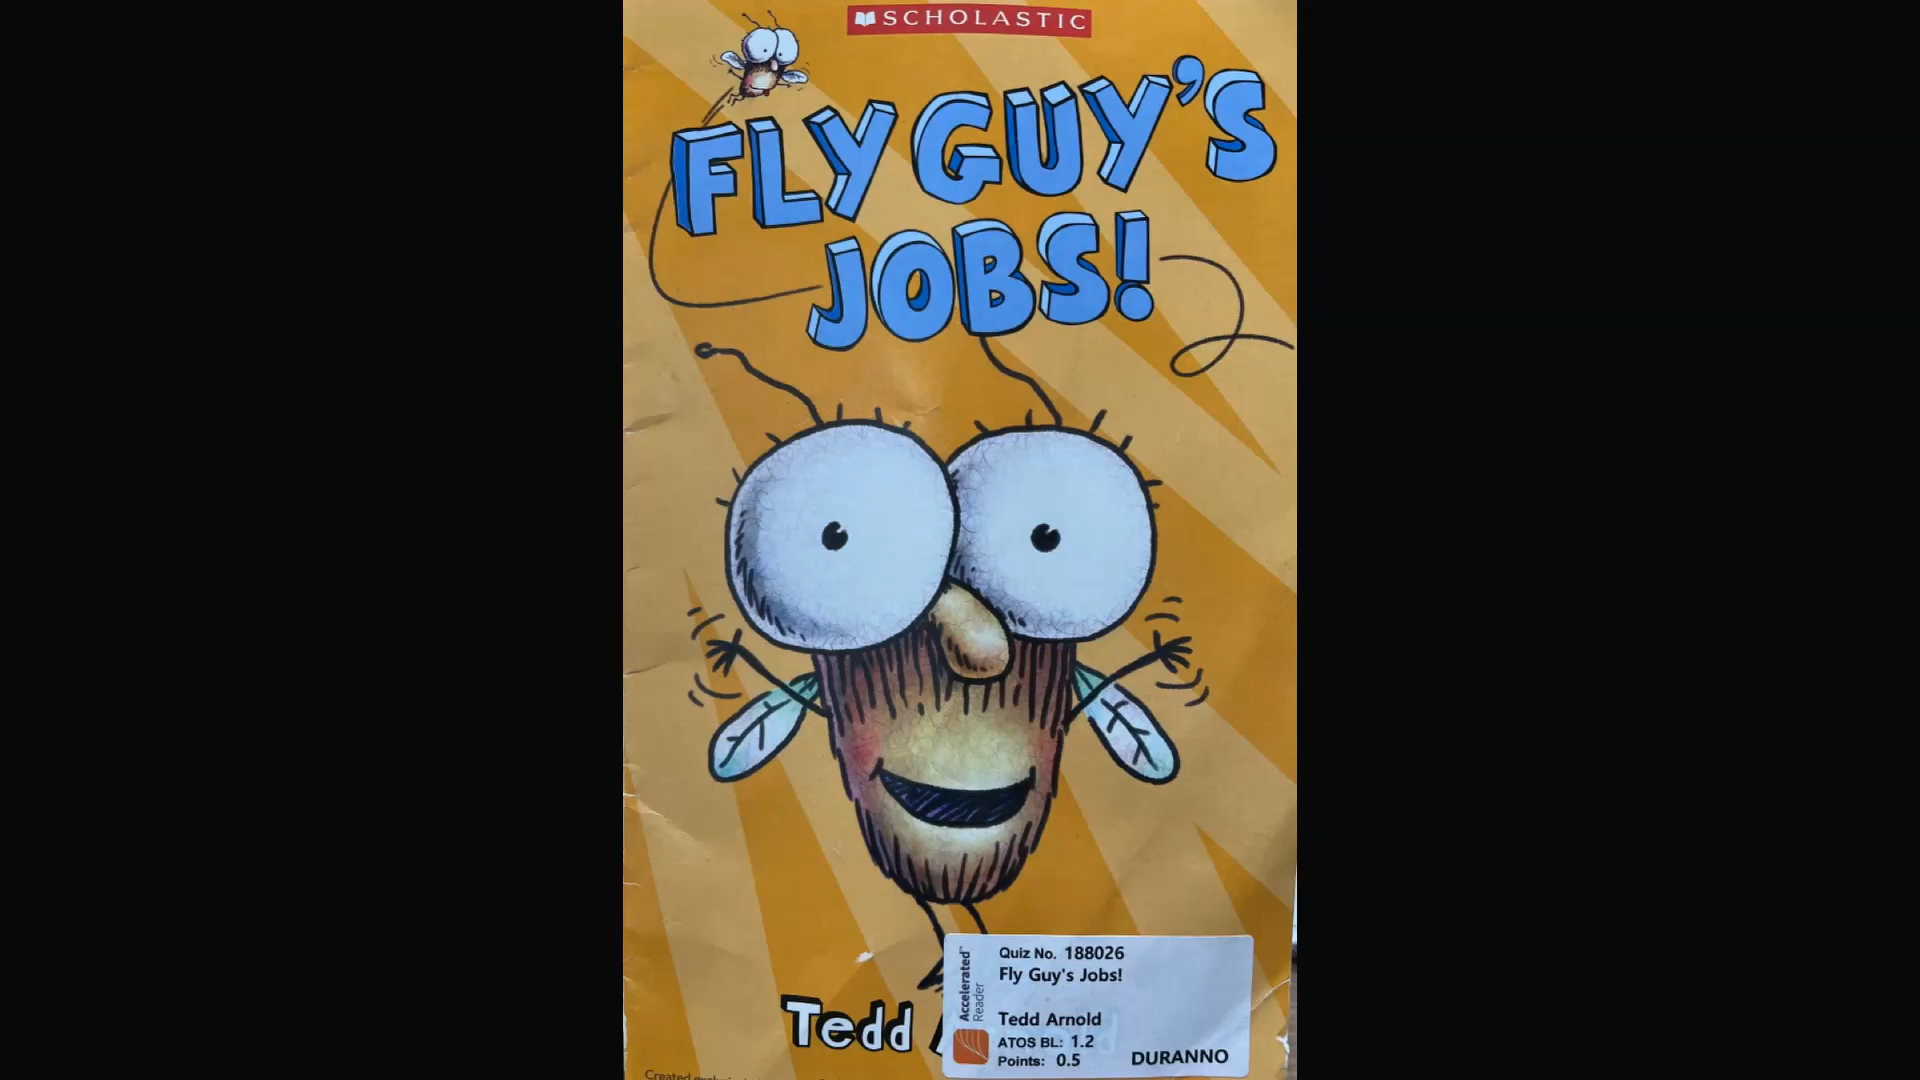 SCHOLASTIC
FLY GUY'S
JOBS!
Quiz No. 188026
Fly Guy's Jobs!
Accelerated
Reader
Tedd Arnold
ATOS BL: 1.2
Points: 0.5
DURANNO
Tedd
Created